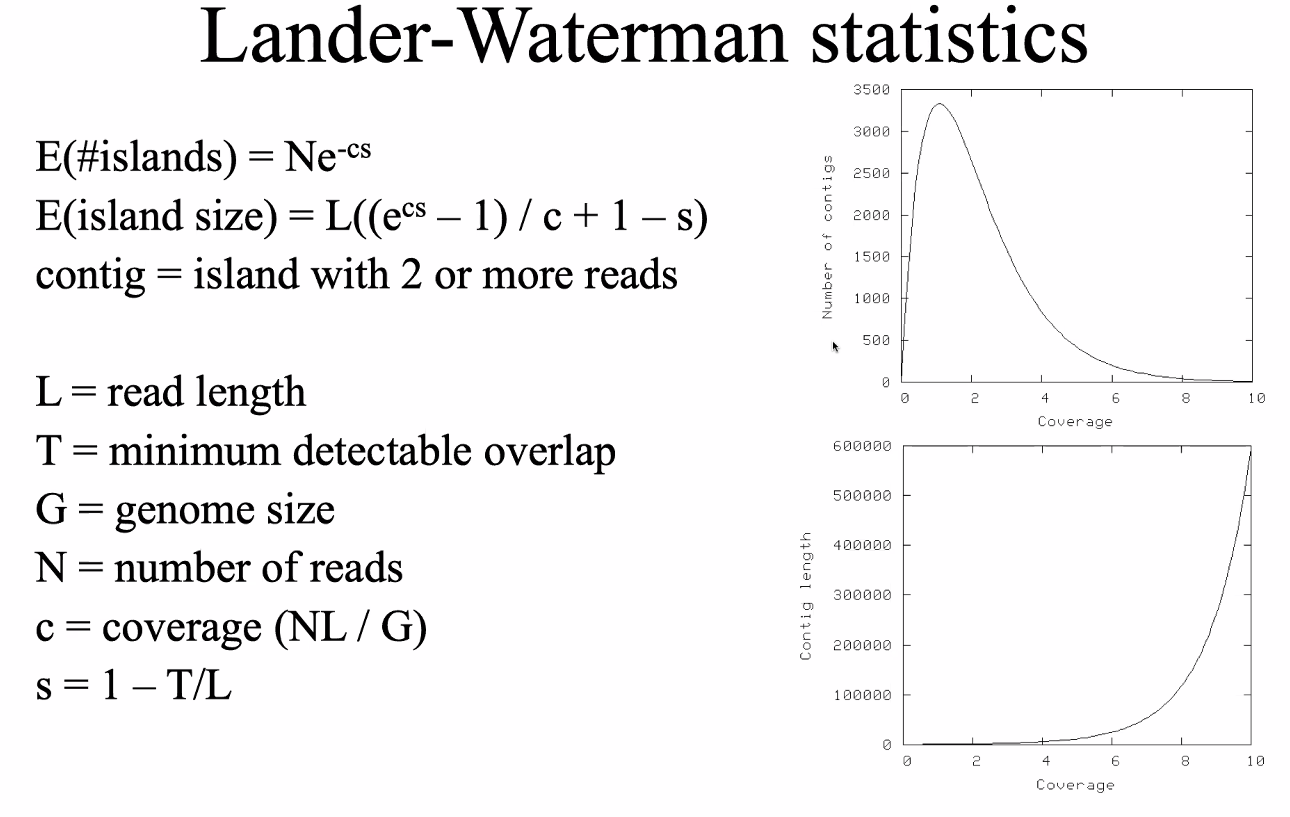 Lander-Waterman statistics
E(#islands) = Ne^-cs
E(island size) = L((e^cs – 1) / c + 1 – s)
contig = island with 2 or more reads
L = read length
T = minimum detectable overlap
G = genome size
N = number of reads
c = coverage (NL / G)
s = 1 – T/L
3500
3000
2500
2000
1500
1000
500
0
Number of contigs
0 2 4 6 8 10
Coverage
600000
500000
400000
300000
200000
100000
0
Contig length
0 2 4 6 8 10
Coverage